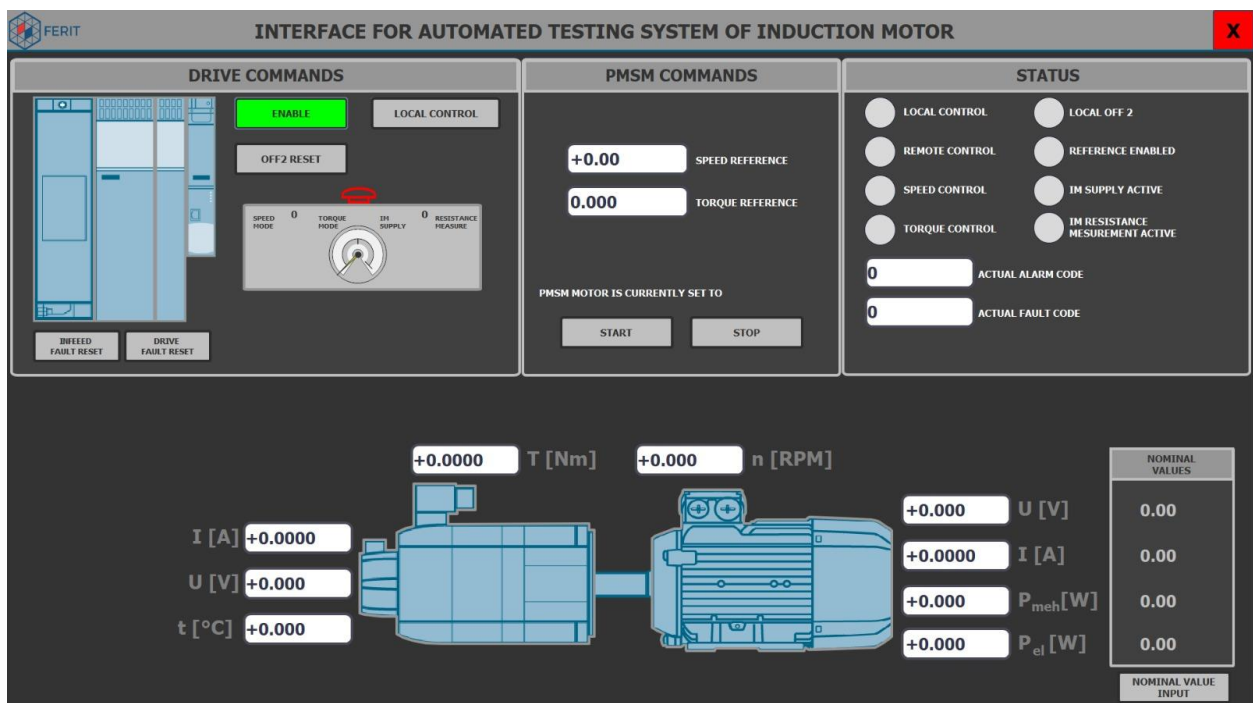 FERIT
INTERFACE FOR AUTOMATED TESTING SYSTEM OF INDUCTION MOTOR
X
DRIVE COMMANDS
ENABLE
LOCAL CONTROL
OFF2 RESET
SPEED MODE
0
TORQUE MODE
IM SUPPLY
0
RESISTANCE MEASURE
INFEEED
FAULT RESET
DRIVE
FAULT RESET
PMSM COMMANDS
+0.00 SPEED REFERENCE
0.000 TORQUE REFERENCE
PMSM MOTOR IS CURRENTLY SET TO
START
STOP
STATUS
LOCAL CONTROL
LOCAL OFF 2
REMOTE CONTROL
REFERENCE ENABLED
SPEED CONTROL
IM SUPPLY ACTIVE
TORQUE CONTROL
IM RESISTANCE
MESUREMENT ACTIVE
0 ACTUAL ALARM CODE
0 ACTUAL FAULT CODE
+0.0000 T [Nm]
+0.000 n [RPM]
I [A] +0.0000
U [V] +0.000
t [°C] +0.000
+0.000 U [V]
+0.0000 I [A]
+0.000 Pmeh[W]
+0.000 Pel [W]
NOMINAL
VALUES
0.00
0.00
0.00
0.00
NOMINAL VALUE
INPUT